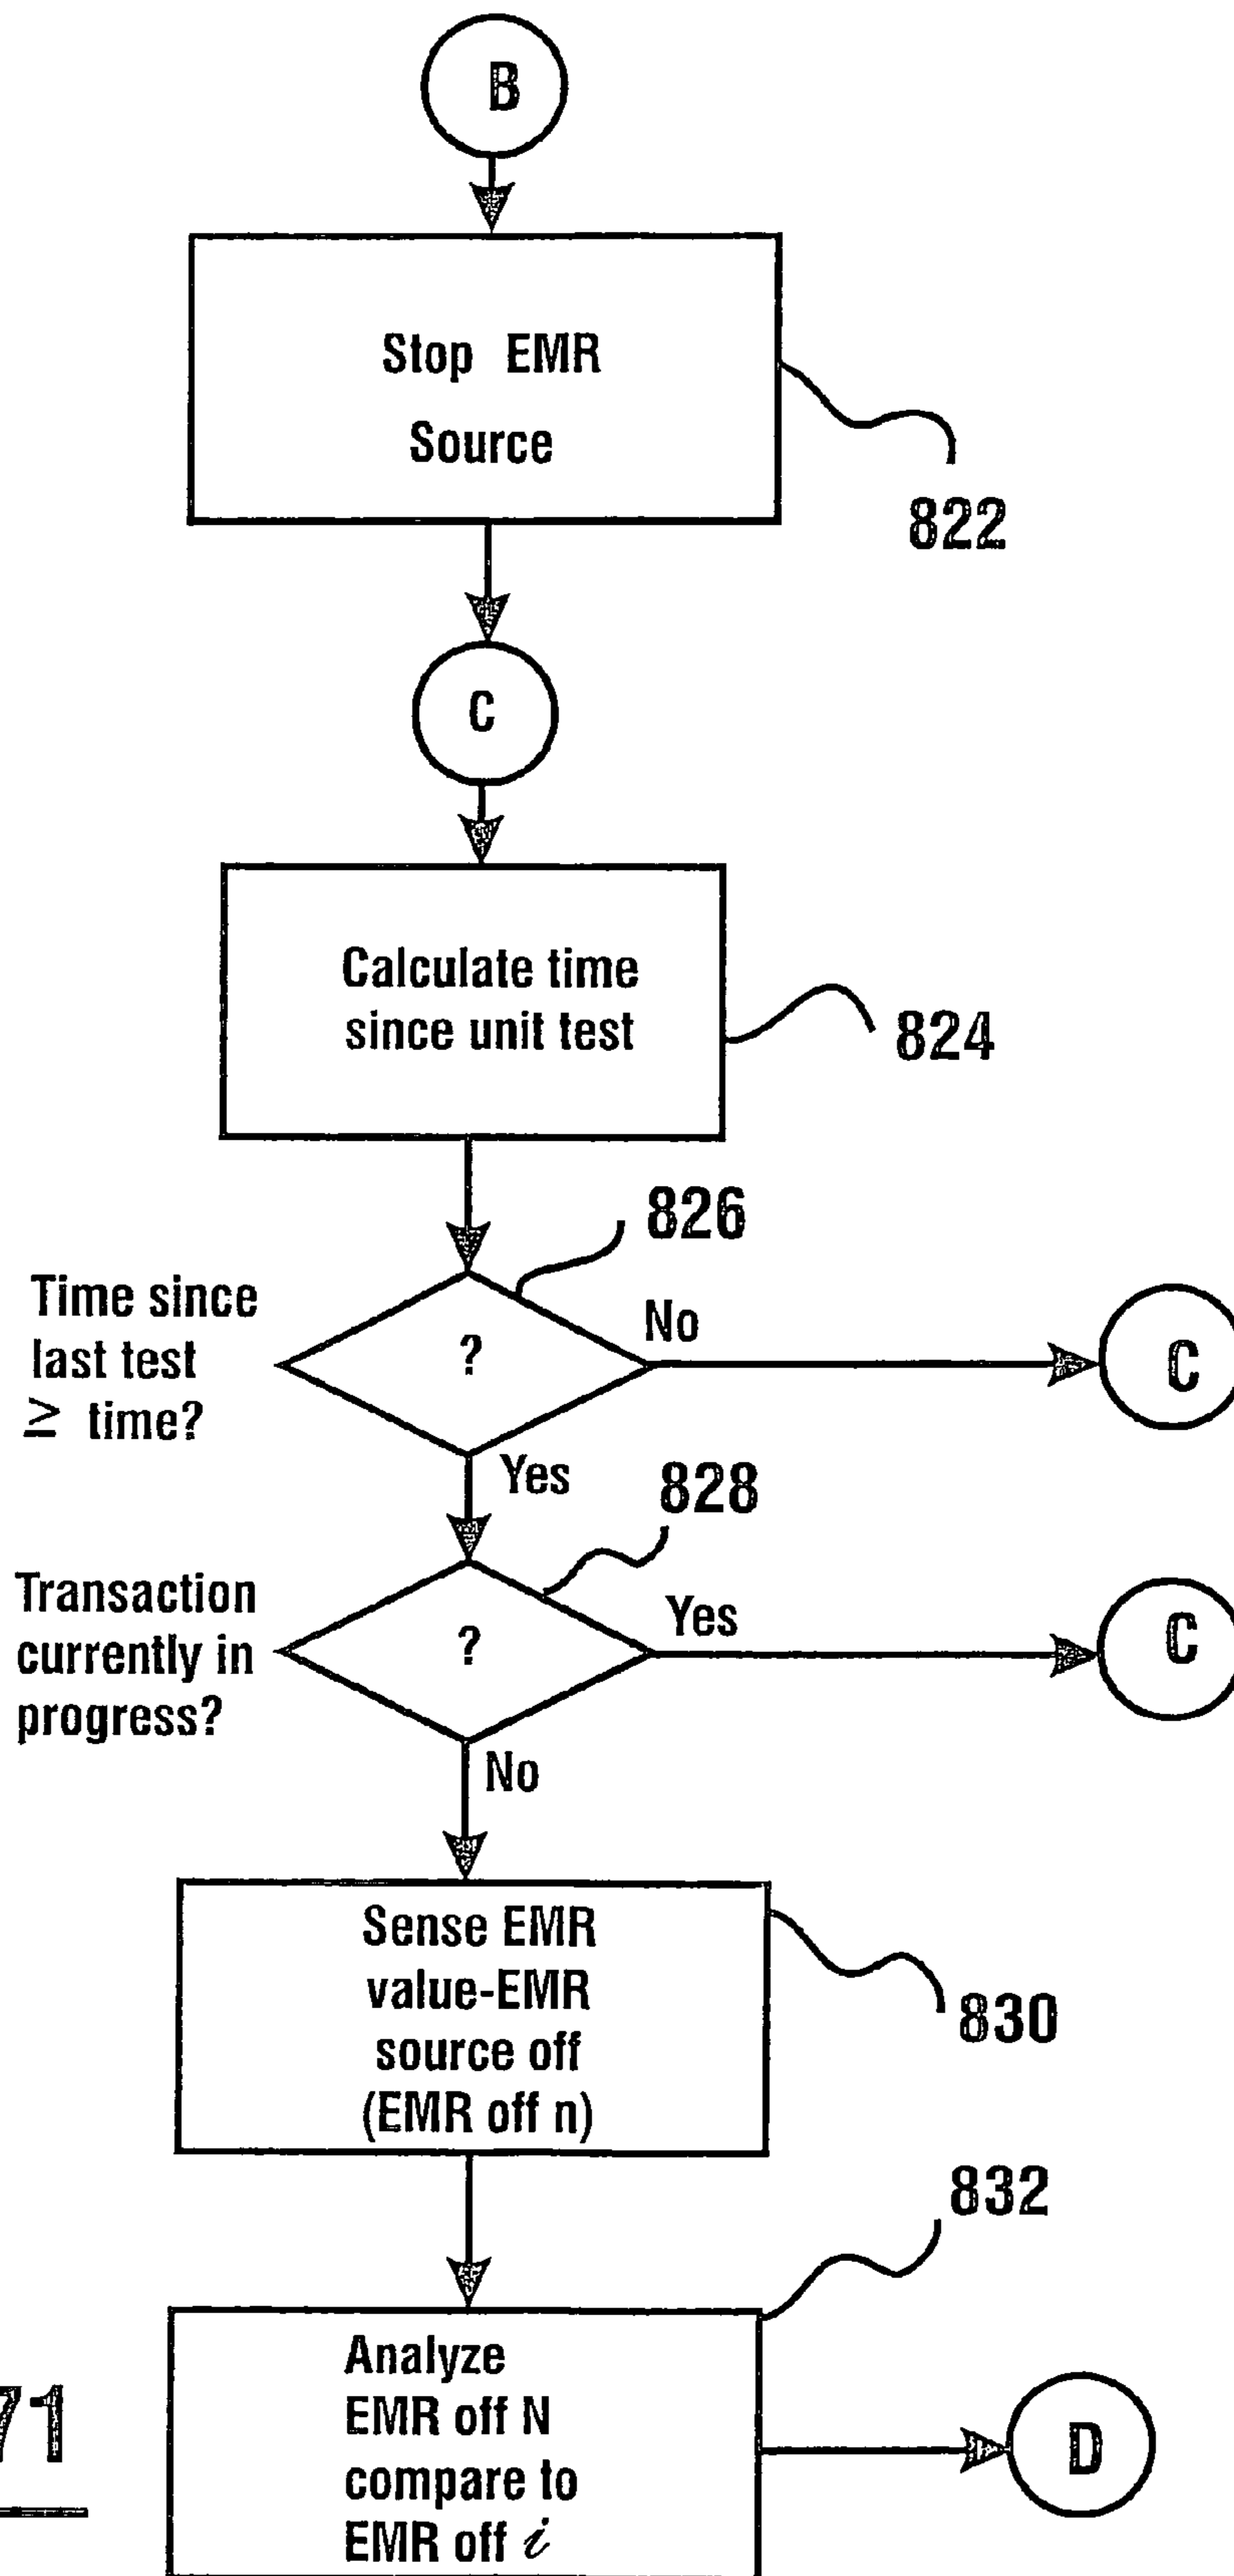 B
Stop EMR
Source
822
C
Calculate time
since unit test
824
826
Time since
last test
≥ time?
?
No
C
Yes
828
Transaction
currently in
progress?
?
Yes
C
No
Sense EMR
value-EMR
source off
(EMR off n)
830
832
Analyze
EMR off N
compare to
EMR off i
D
71